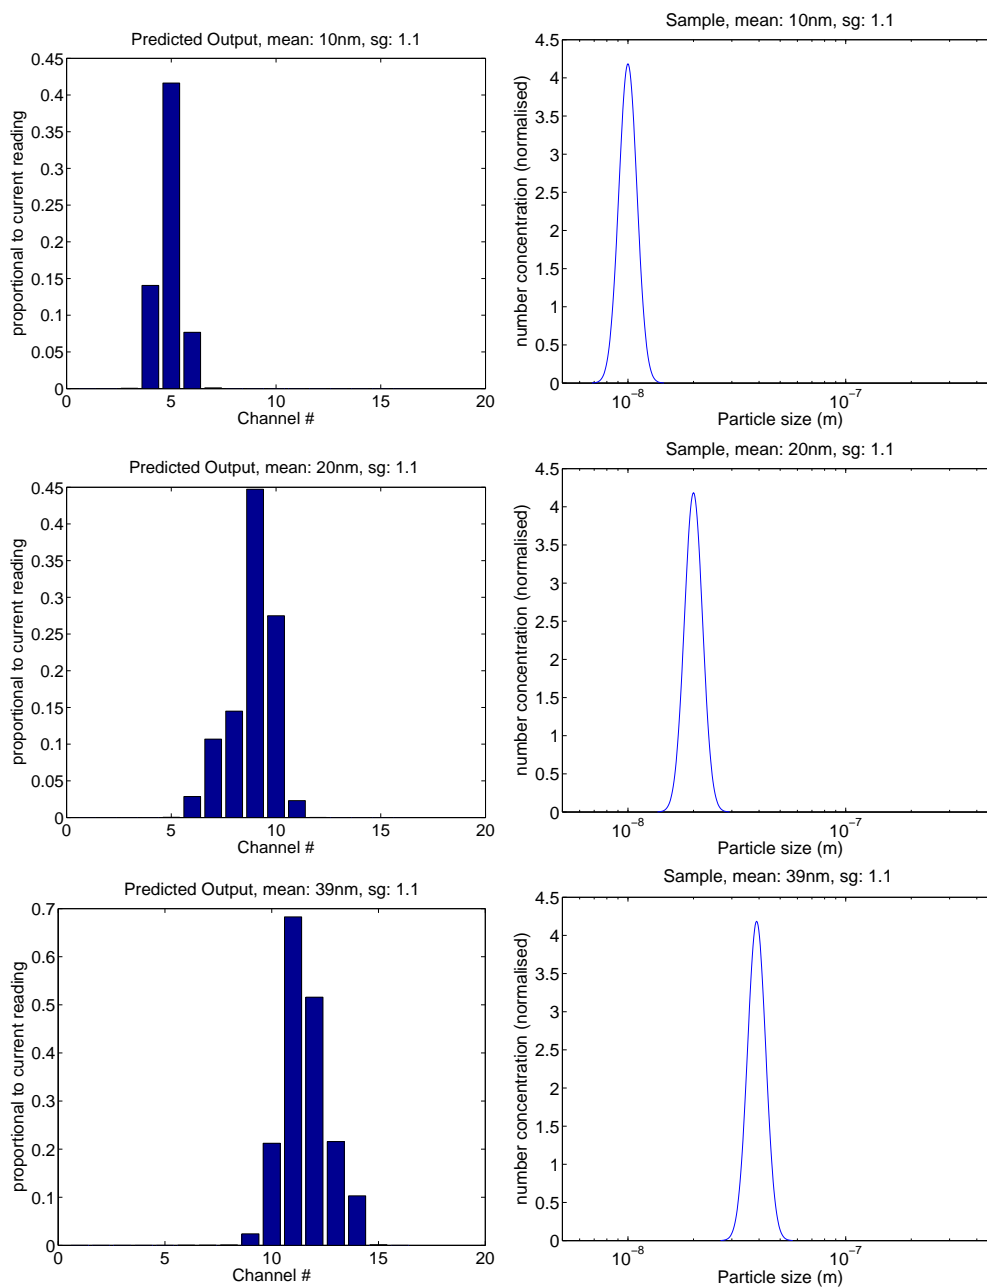 Predicted Output, mean: 10nm, sg: 1.1
proportional to current reading
0.45
0.4
0.35
0.3
0.25
0.2
0.15
0.1
0.05
0
0 5 10 15 20
Channel #
Sample, mean: 10nm, sg: 1.1
number concentration (normalised)
4.5
4
3.5
3
2.5
2
1.5
1
0.5
0
10⁻⁸ 10⁻⁷
Particle size (m)
Predicted Output, mean: 20nm, sg: 1.1
proportional to current reading
0.45
0.4
0.35
0.3
0.25
0.2
0.15
0.1
0.05
0
0 5 10 15 20
Channel #
Sample, mean: 20nm, sg: 1.1
number concentration (normalised)
4.5
4
3.5
3
2.5
2
1.5
1
0.5
0
10⁻⁸ 10⁻⁷
Particle size (m)
Predicted Output, mean: 39nm, sg: 1.1
proportional to current reading
0.7
0.6
0.5
0.4
0.3
0.2
0.1
0
0 5 10 15 20
Channel #
Sample, mean: 39nm, sg: 1.1
number concentration (normalised)
4.5
4
3.5
3
2.5
2
1.5
1
0.5
0
10⁻⁸ 10⁻⁷
Particle size (m)